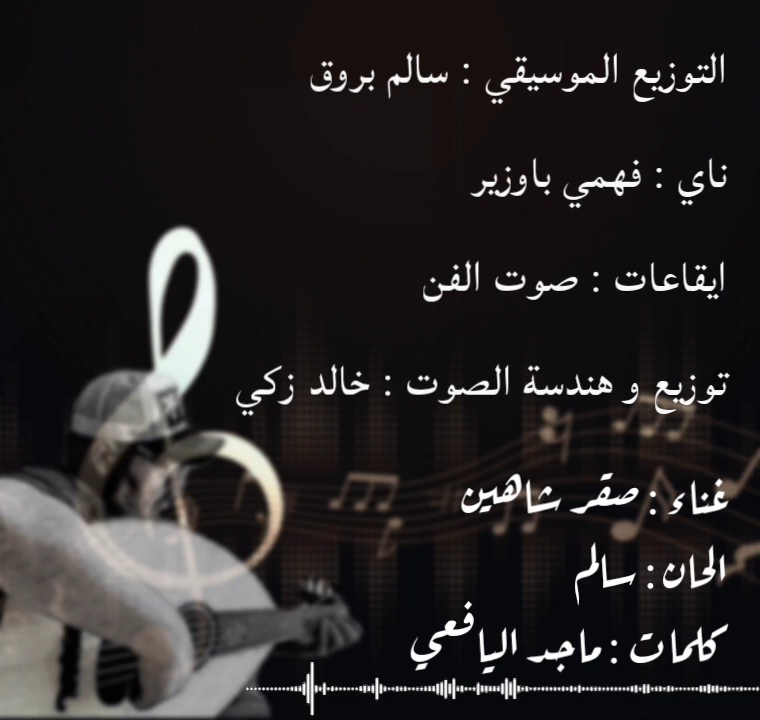 التوزيع الموسيقي : سالم بروق
ناي : فهمي باوزير
ايقاعات : صوت الفن
توزيع و هندسة الصوت : خالد زكي
غناء : صقر شاهين
الحان : سالم
كلمات : ماجد اليافعي